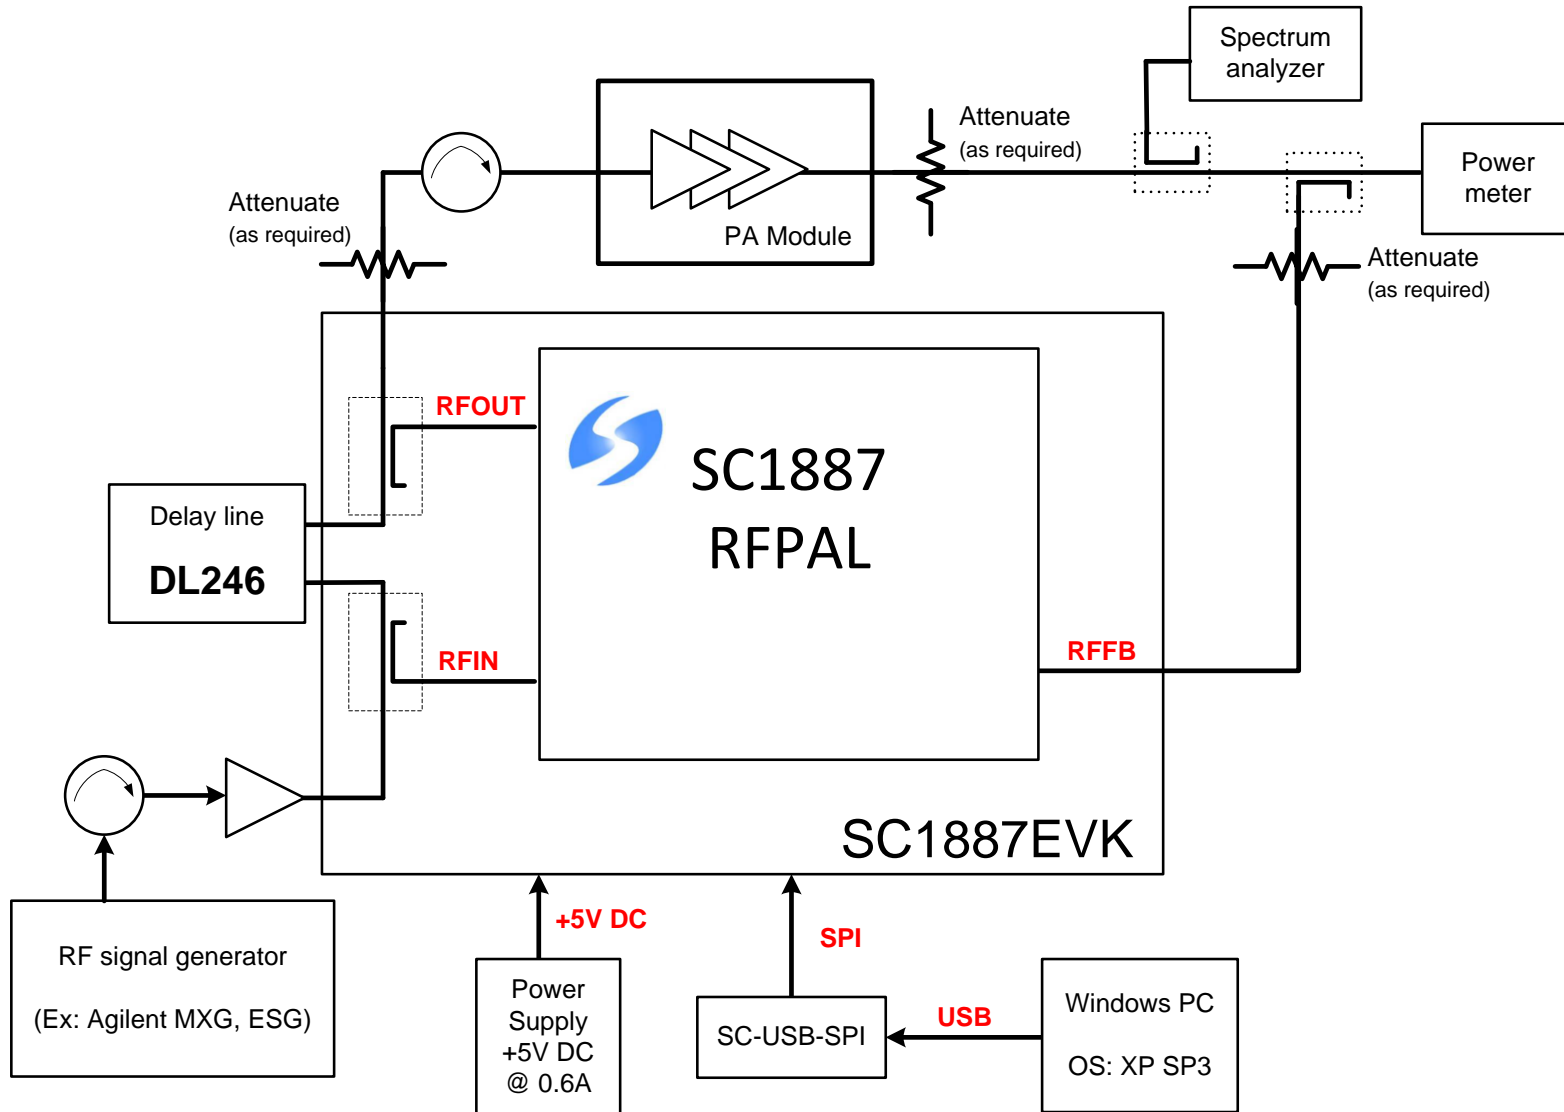 Spectrum
analyzer
Attenuate
(as required)
Power
meter
Attenuate
(as required)
PA Module
Attenuate
(as required)
RFOUT
SC1887
RFPAL
Delay line
DL246
RFIN
RFFB
SC1887EVK
+5V DC
SPI
RF signal generator
(Ex: Agilent MXG, ESG)
Power
Supply
+5V DC
@ 0.6A
SC-USB-SPI
USB
Windows PC
OS: XP SP3